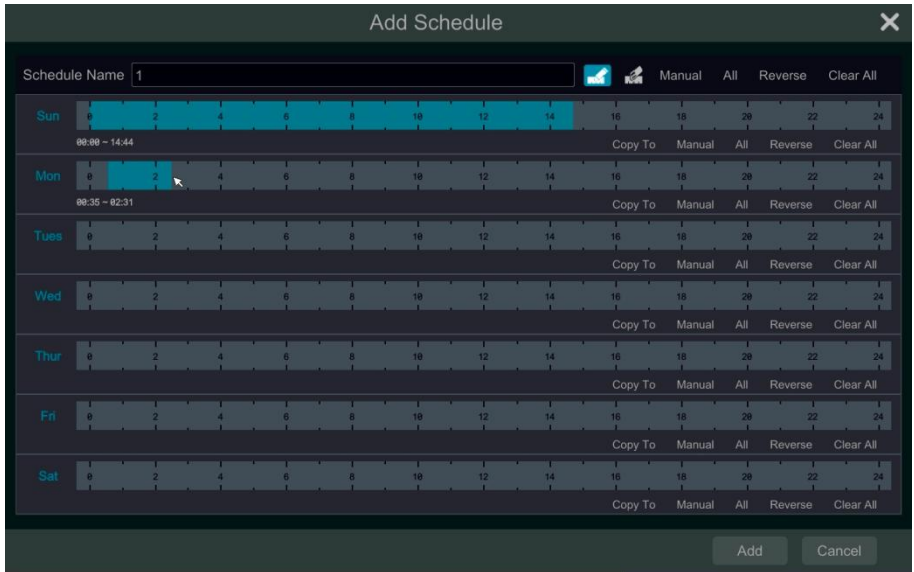 Add Schedule
Schedule Name 1 Manual All Reverse Clear All
Sun 0 2 4 6 8 10 12 14 16 18 20 22 24
00:00 ~ 14:44 Copy To Manual All Reverse Clear All
Mon 0 2 4 6 8 10 12 14 16 18 20 22 24
00:35 ~ 02:31 Copy To Manual All Reverse Clear All
Tues 0 2 4 6 8 10 12 14 16 18 20 22 24
Copy To Manual All Reverse Clear All
Wed 0 2 4 6 8 10 12 14 16 18 20 22 24
Copy To Manual All Reverse Clear All
Thur 0 2 4 6 8 10 12 14 16 18 20 22 24
Copy To Manual All Reverse Clear All
Fri 0 2 4 6 8 10 12 14 16 18 20 22 24
Copy To Manual All Reverse Clear All
Sat 0 2 4 6 8 10 12 14 16 18 20 22 24
Copy To Manual All Reverse Clear All
Add Cancel